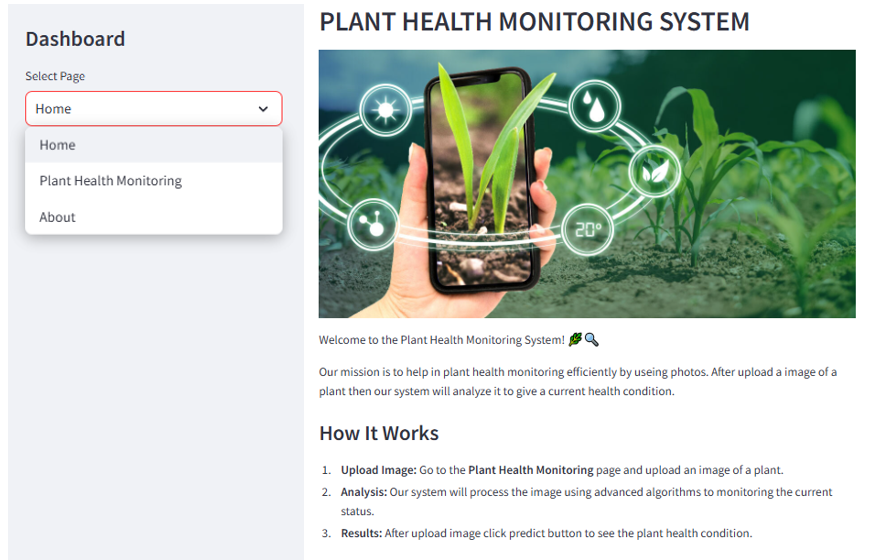 Dashboard
Select Page
Home
Home
Plant Health Monitoring
About
PLANT HEALTH MONITORING SYSTEM
20°
Welcome to the Plant Health Monitoring System! 🌿🔍
Our mission is to help in plant health monitoring efficiently by useing photos. After upload a image of a
plant then our system will analyze it to give a current health condition.
How It Works
1. Upload Image: Go to the Plant Health Monitoring page and upload an image of a plant.
2. Analysis: Our system will process the image using advanced algorithms to monitoring the current
status.
3. Results: After upload image click predict button to see the plant health condition.